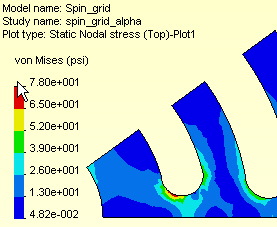 Model name: Spin_grid
Study name: spin_grid_alpha
Plot type: Static Nodal stress (Top)-Plot1
von Mises (psi)
7.80e+001
6.50e+001
5.20e+001
3.90e+001
2.60e+001
1.30e+001
4.82e-002